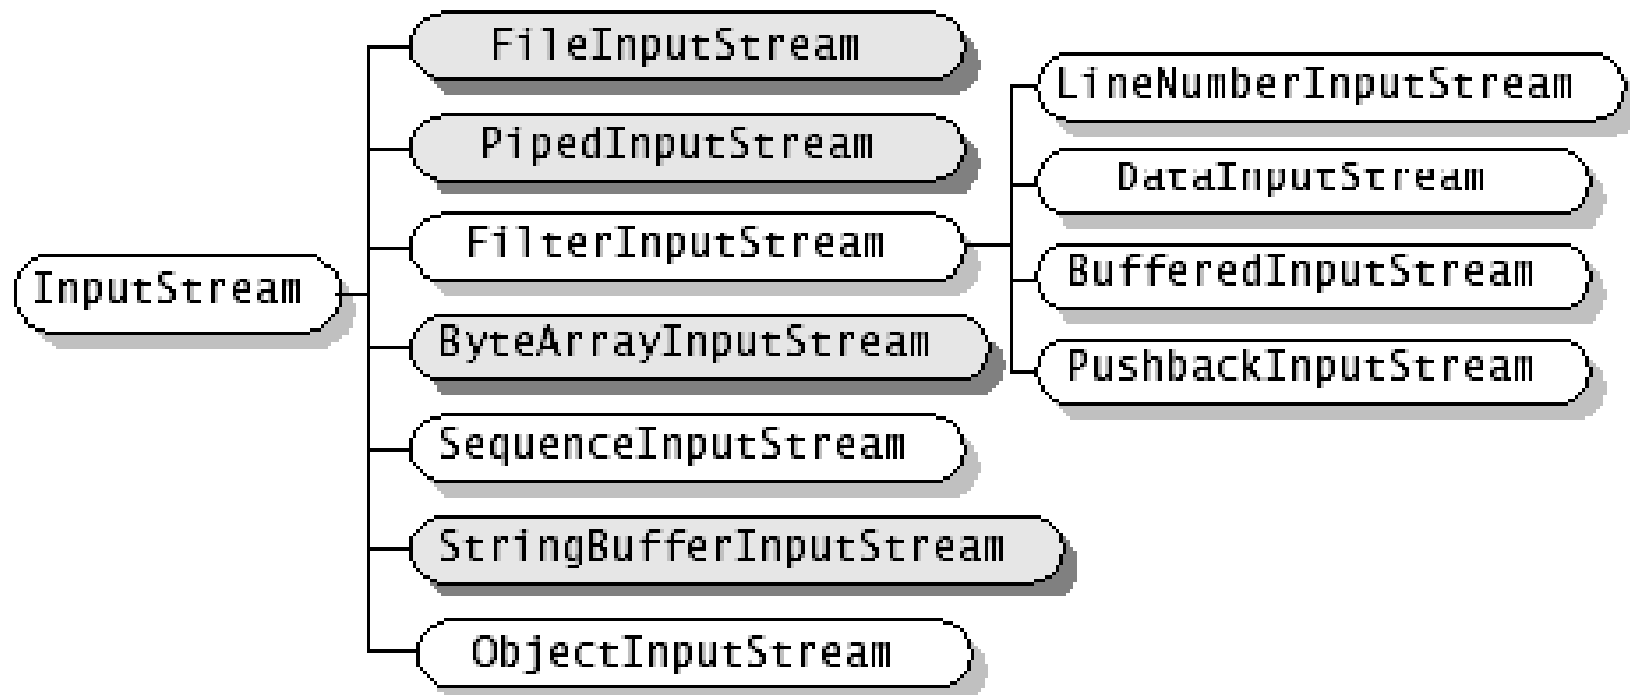 FileInputStream
PipedInputStream
FilterInputStream
InputStream
ByteArrayInputStream
SequenceInputStream
StringBufferInputStream
ObjectInputStream
LineNumberInputStream
DataInputStream
BufferedInputStream
PushbackInputStream